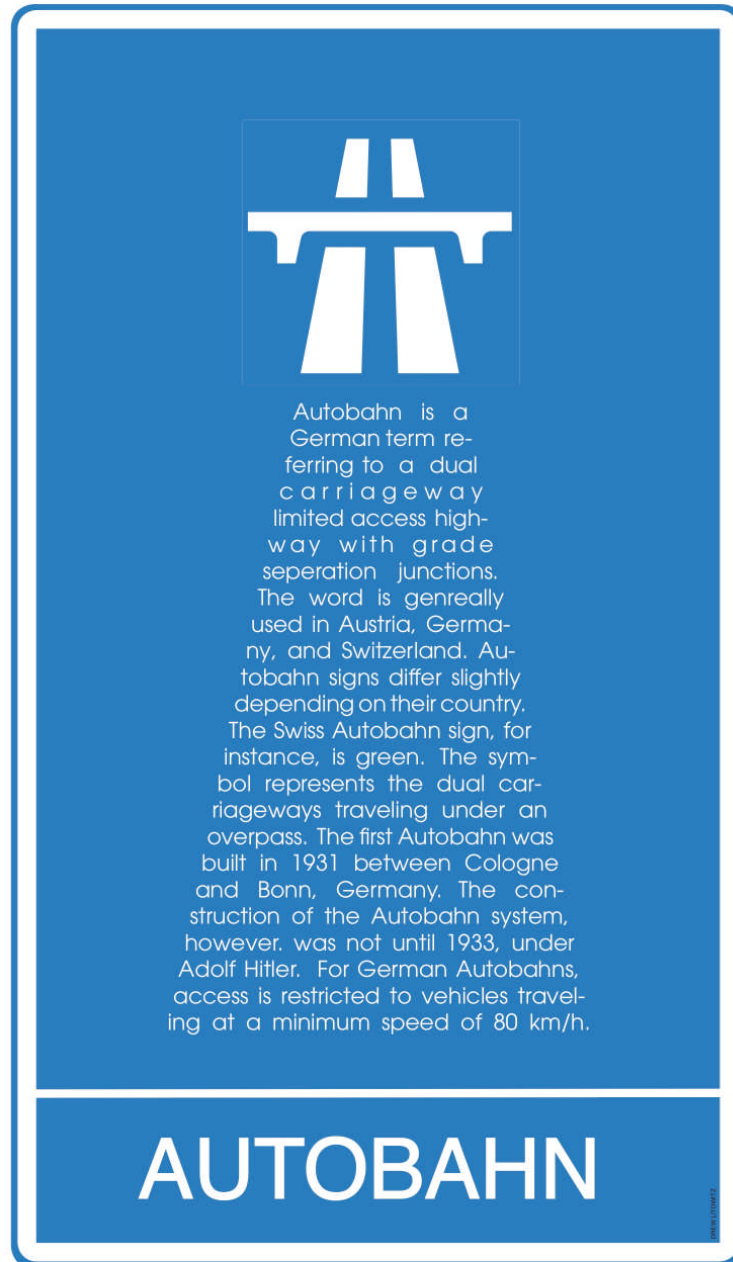 Autobahn is a
German term re-
ferring to a dual
carriageway
limited access high-
way with grade
seperation junctions.
The word is genreally
used in Austria, Germa-
ny, and Switzerland. Au-
tobahn signs differ slightly
depending on their country.
The Swiss Autobahn sign, for
instance, is green. The sym-
bol represents the dual car-
riageways traveling under an
overpass. The first Autobahn was
built in 1931 between Cologne
and Bonn, Germany. The con-
struction of the Autobahn system,
however. was not until 1933, under
Adolf Hitler. For German Autobahns,
access is restricted to vehicles travel-
ing at a minimum speed of 80 km/h.
AUTOBAHN